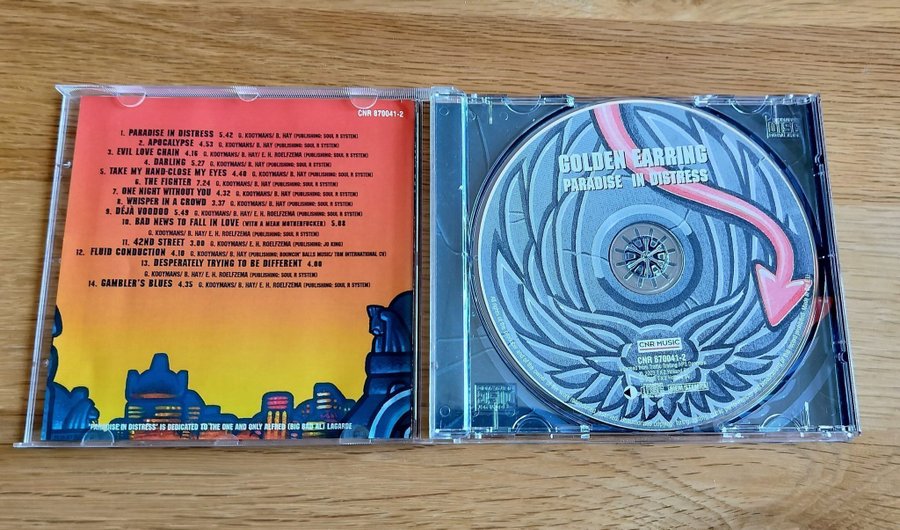 CNR 870041-2
1. PARADISE IN DISTRESS 5.42 G. KOOYMANS/ B. HAY (PUBLISHING: SOUL R SYSTEM)
2. APOCALYPSE 4.53 G. KOOYMANS/ B. HAY (PUBLISHING: SOUL R SYSTEM)
3. EVIL LOVE CHAIN 4.16 G. KOOYMANS/ B. HAY/ E. H. ROELFZEMA (PUBLISHING: SOUL R SYSTEM)
4. DARLING 5.27 G. KOOYMANS/ B. HAY (PUBLISHING: SOUL R SYSTEM)
5. TAKE MY HAND-CLOSE MY EYES 4.40 G. KOOYMANS/ B. HAY (PUBLISHING: SOUL R SYSTEM)
6. THE FIGHTER 7.24 G. KOOYMANS/ B. HAY (PUBLISHING: SOUL R SYSTEM)
7. ONE NIGHT WITHOUT YOU 4.32 G. KOOYMANS/ B. HAY (PUBLISHING: SOUL R SYSTEM)
8. WHISPER IN A CROWD 3.37 G. KOOYMANS/ B. HAY (PUBLISHING: SOUL R SYSTEM)
9. DÉJÀ VOODOO 5.49 G. KOOYMANS/ B. HAY/ E. H. ROELFZEMA (PUBLISHING: SOUL R SYSTEM)
10. BAD NEWS TO FALL IN LOVE (WITH A MEAN MOTHERFUCKER) 5.08
G. KOOYMANS/ B. HAY/ E. H. ROELFZEMA (PUBLISHING: SOUL R SYSTEM)
11. 42ND STREET 3.00 G. KOOYMANS/ B. HAY (PUBLISHING: JO KING)
12. FLUID CONDUCTION 4.10 G. KOOYMANS/ B. HAY (PUBLISHING: BOUNCIN' BALLS MUSIC/ TBM INTERNATIONAL CV)
13. DESPERATELY TRYING TO BE DIFFERENT 4.00
G. KOOYMANS/ B. HAY/ E. H. ROELFZEMA (PUBLISHING: SOUL R SYSTEM)
14. GAMBLER'S BLUES 4.35 G. KOOYMANS/ B. HAY/ E. H. ROELFZEMA (PUBLISHING: SOUL R SYSTEM)
'PARADISE IN DISTRESS' IS DEDICATED TO THE ONE AND ONLY ALFRED (BIG BAD AL) LAGARDE
DISC
GOLDEN EARRING
PARADISE IN DISTRESS
CNR MUSIC
CNR 870041-2